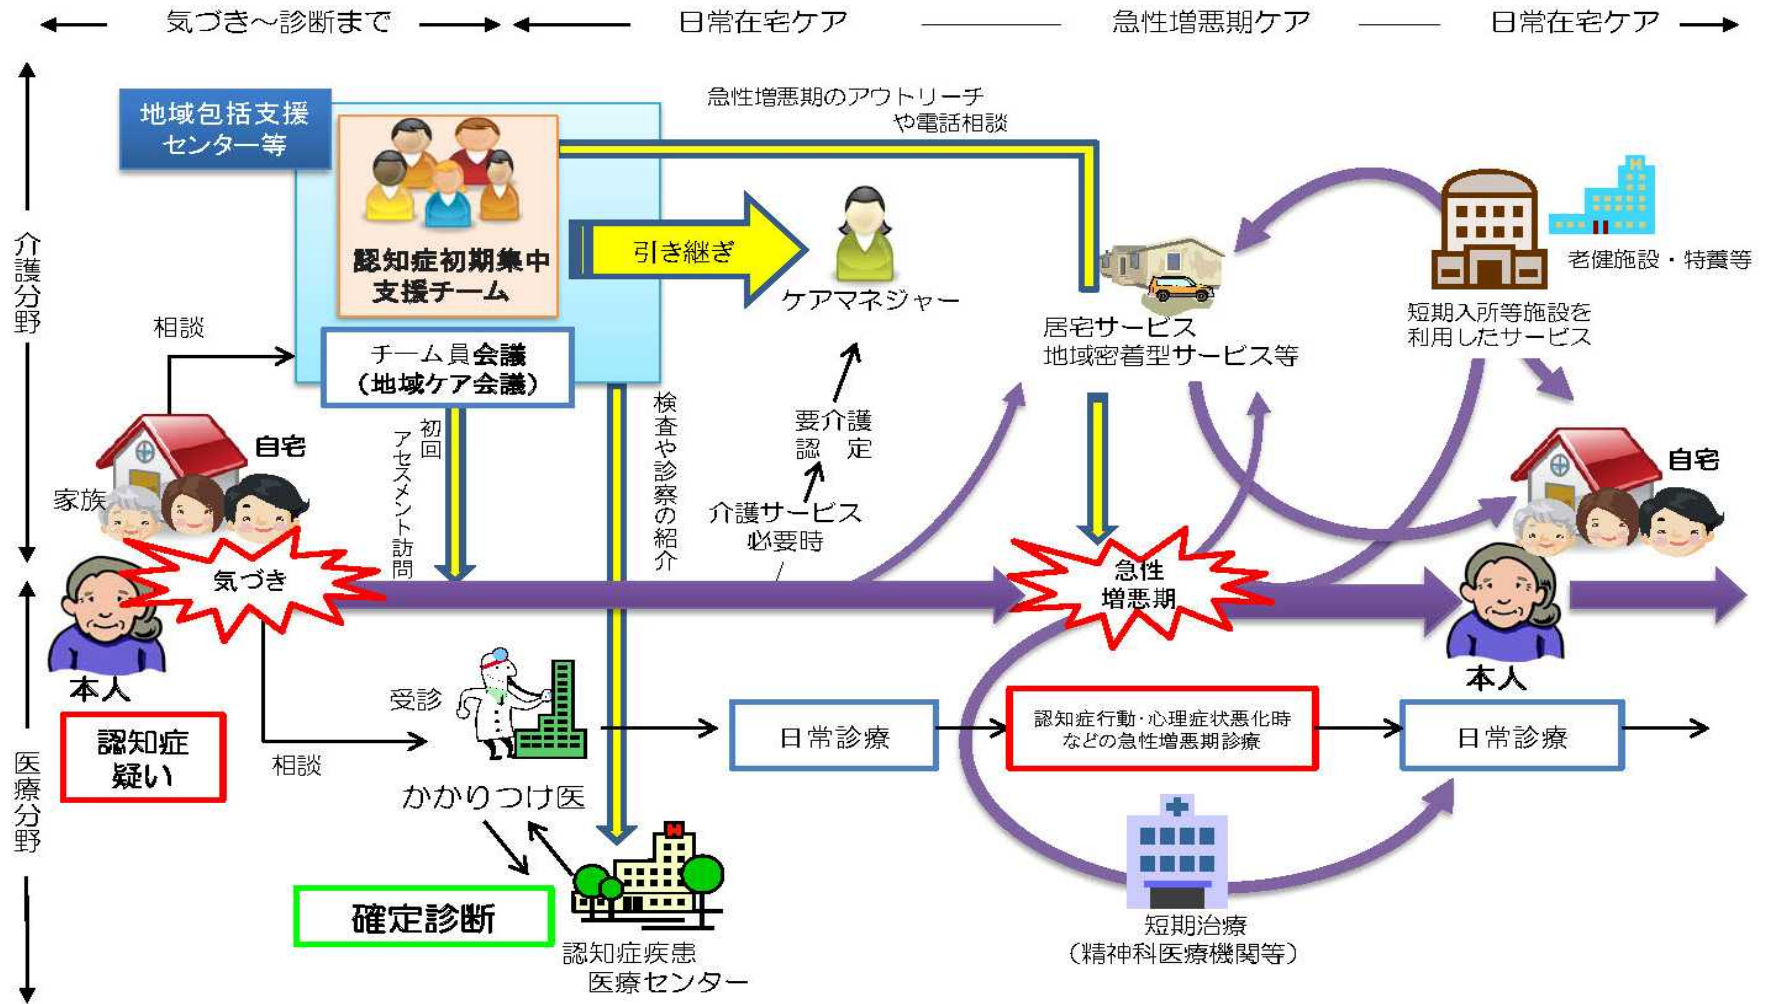 気づき～診断まで
日常在宅ケア
急性増悪期ケア
日常在宅ケア
介護分野
医療分野
地域包括支援
センター等
認知症初期集中
支援チーム
チーム員会議
（地域ケア会議）
急性増悪期のアウトリーチ
や電話相談
引き継ぎ
ケアマネジャー
居宅サービス
地域密着型サービス等
老健施設・特養等
短期入所等施設を
利用したサービス
相談
自宅
家族
初回
アセスメント訪問
検査や診察の紹介
要介護
認　定
介護サービス
必要時
自宅
気づき
急性
増悪期
本人
本人
認知症
疑い
相談
受診
かかりつけ医
日常診療
認知症行動・心理症状悪化時
などの急性増悪期診療
日常診療
確定診断
認知症疾患
医療センター
短期治療
（精神科医療機関等）